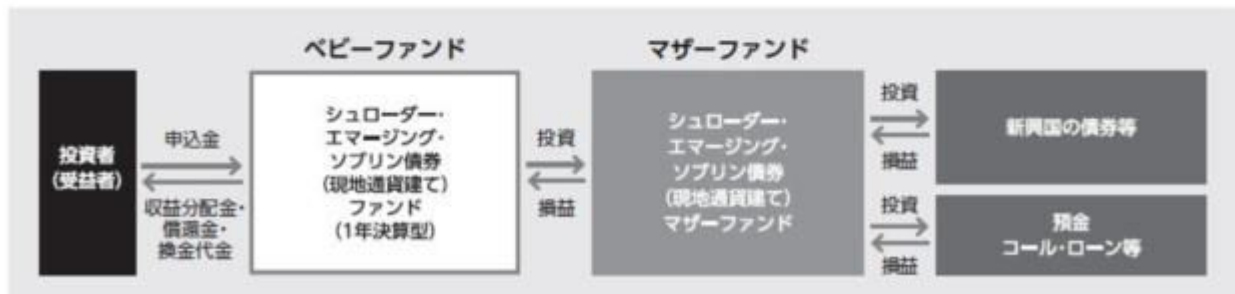 ベビーファンド
マザーファンド
投資者
(受益者)
申込金
収益分配金・
償還金・
換金代金
シュローダー・
エマージング・
ソブリン債券
(現地通貨建て)
ファンド
(1年決算型)
投資
損益
シュローダー・
エマージング・
ソブリン債券
(現地通貨建て)
マザーファンド
投資
損益
新興国の債券等
投資
損益
預金
コール・ローン等